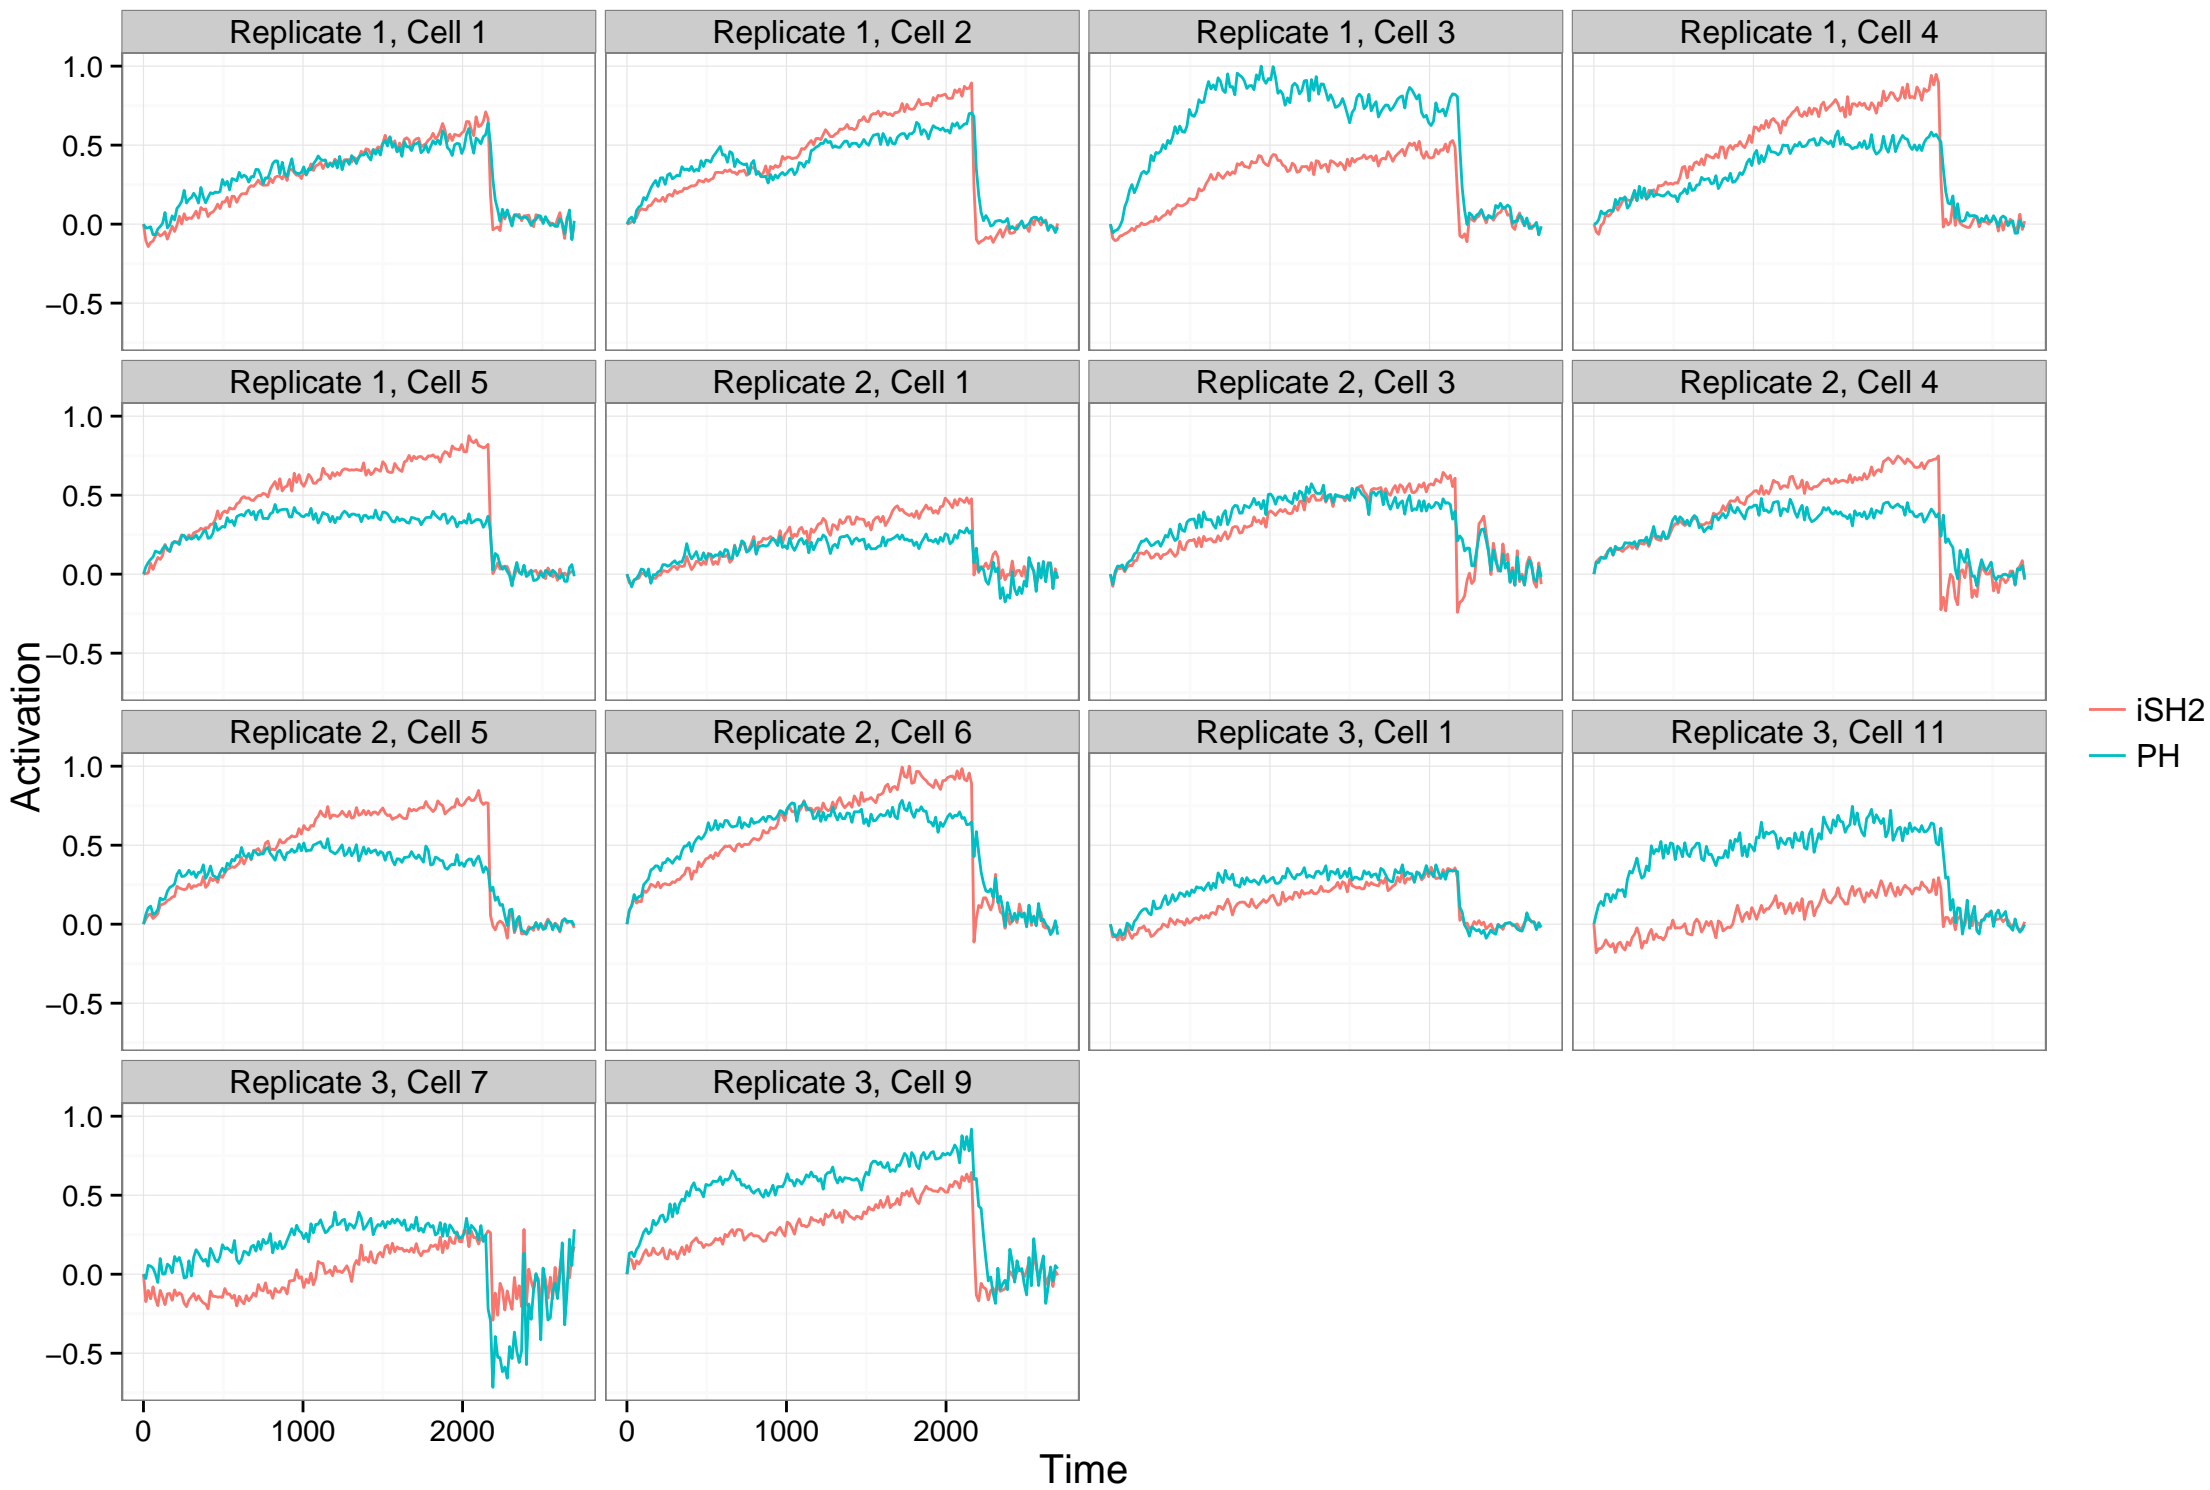 Replicate 1, Cell 1
Replicate 1, Cell 2
Replicate 1, Cell 3
Replicate 1, Cell 4
1.0
0.5
0.0
−0.5
Replicate 1, Cell 5
Replicate 2, Cell 1
Replicate 2, Cell 3
Replicate 2, Cell 4
1.0
0.5
0.0
−0.5
Activation
iSH2
PH
Replicate 2, Cell 5
Replicate 2, Cell 6
Replicate 3, Cell 1
Replicate 3, Cell 11
1.0
0.5
0.0
−0.5
Replicate 3, Cell 7
Replicate 3, Cell 9
1.0
0.5
0.0
−0.5
0 1000 2000
0 1000 2000
Time